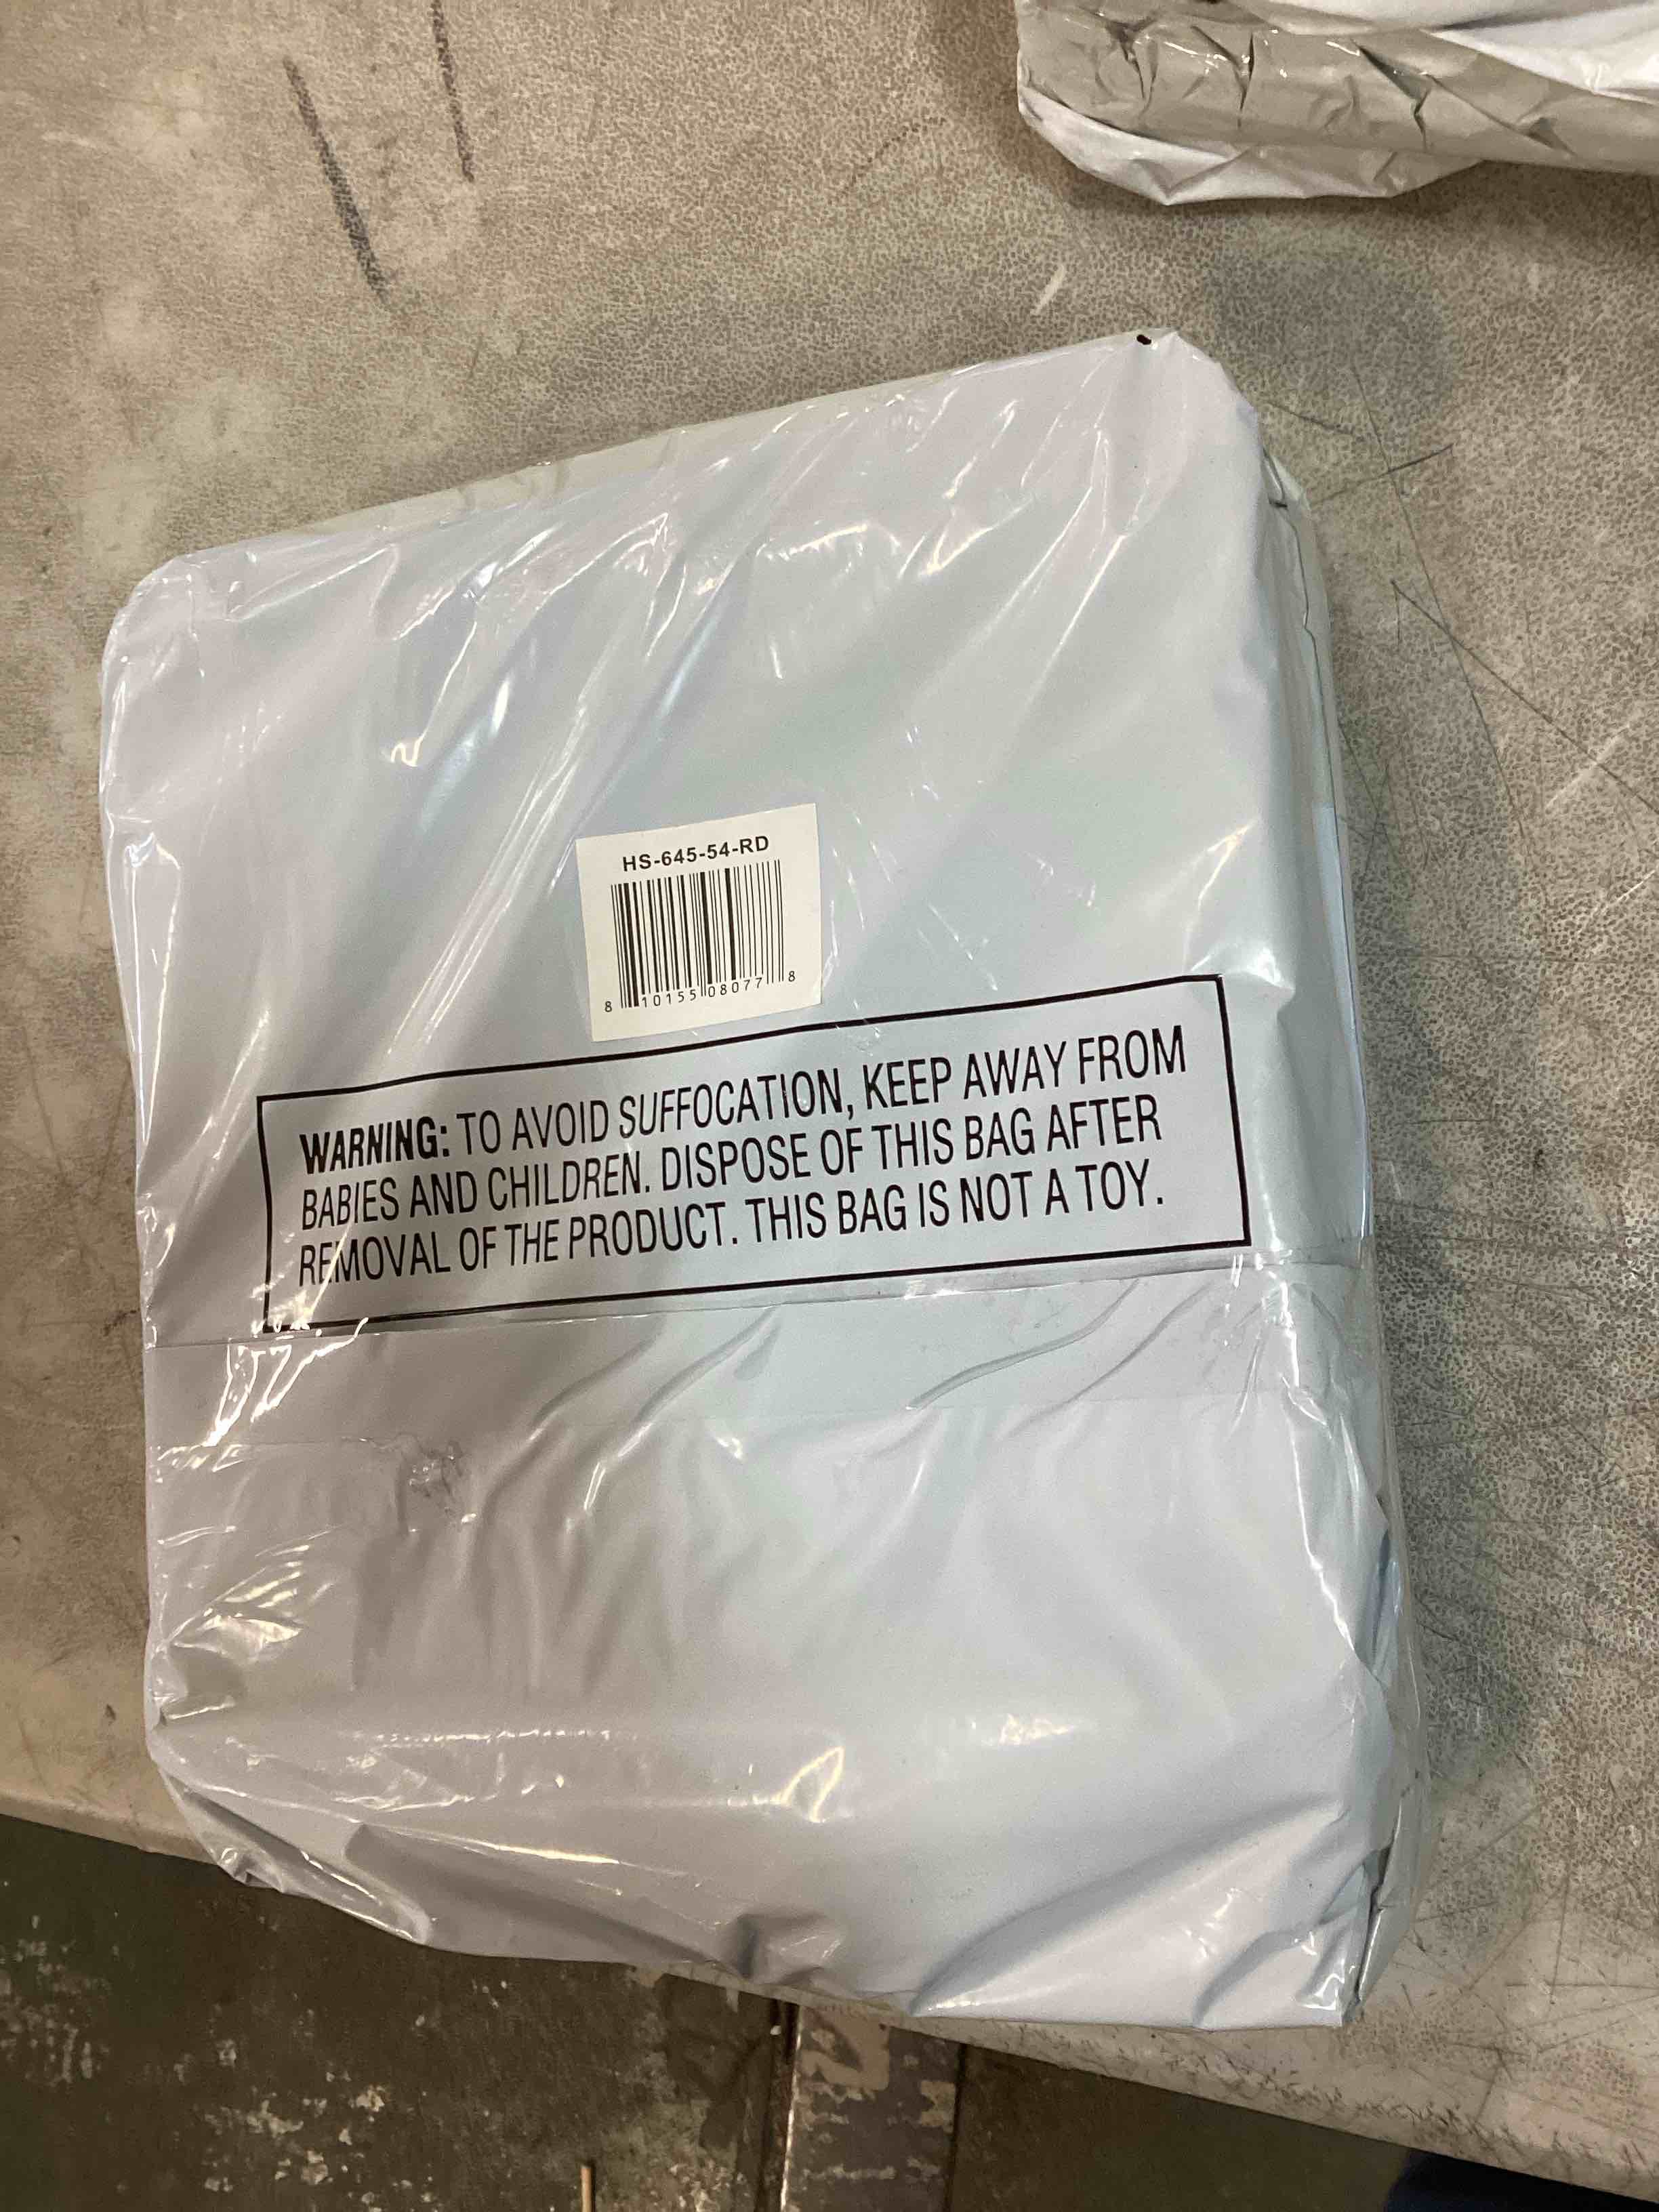 HS-645-54-RD
8 10155 08077 8
WARNING: TO AVOID SUFFOCATION, KEEP AWAY FROM
BABIES AND CHILDREN. DISPOSE OF THIS BAG AFTER
REMOVAL OF THE PRODUCT. THIS BAG IS NOT A TOY.